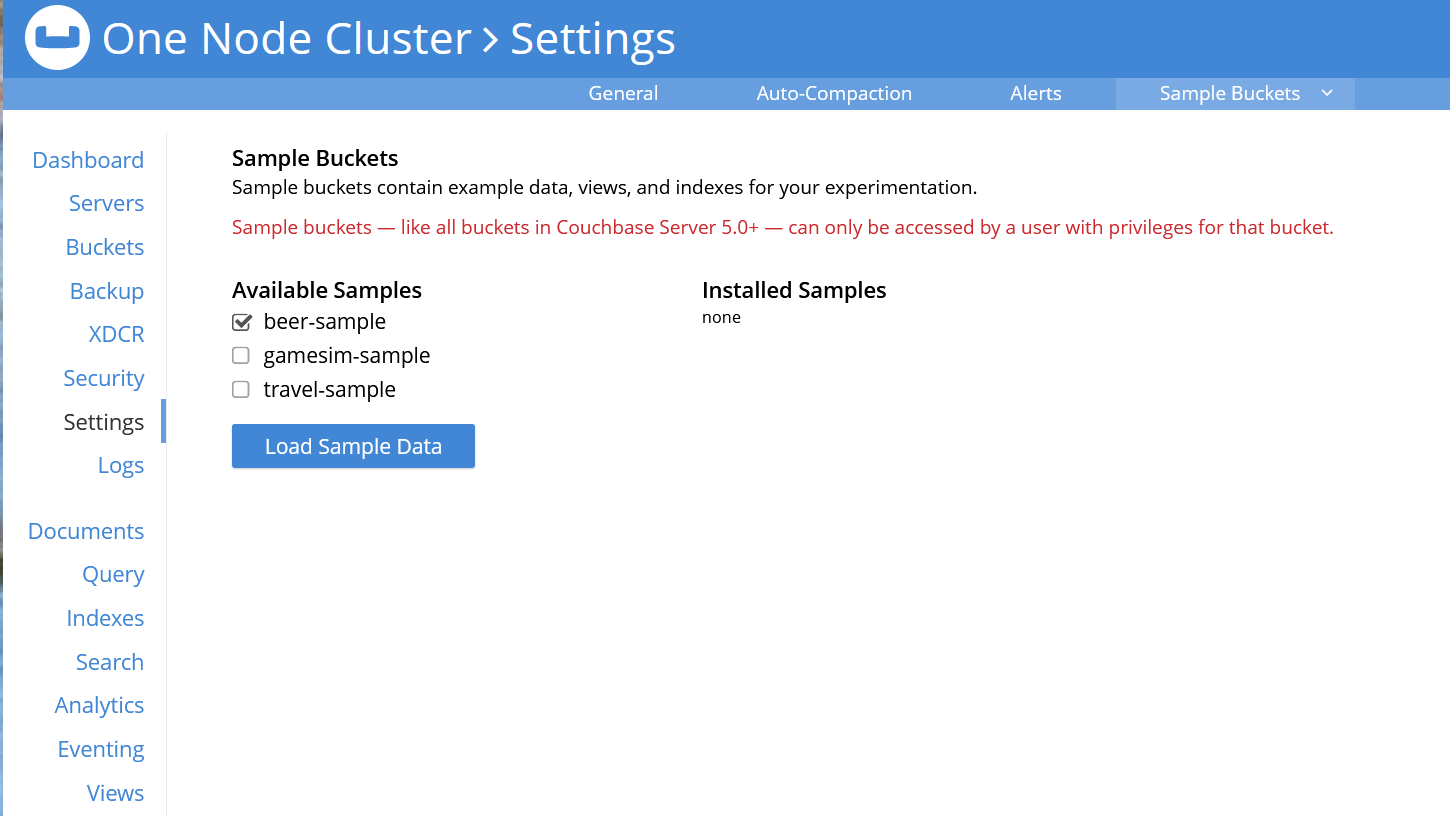 One Node Cluster > Settings
General Auto-Compaction Alerts Sample Buckets
Dashboard
Servers
Buckets
Backup
XDCR
Security
Settings
Logs
Documents
Query
Indexes
Search
Analytics
Eventing
Views
Sample Buckets
Sample buckets contain example data, views, and indexes for your experimentation.
Sample buckets — like all buckets in Couchbase Server 5.0+ — can only be accessed by a user with privileges for that bucket.
Available Samples
beer-sample
gamesim-sample
travel-sample
Load Sample Data
Installed Samples
none